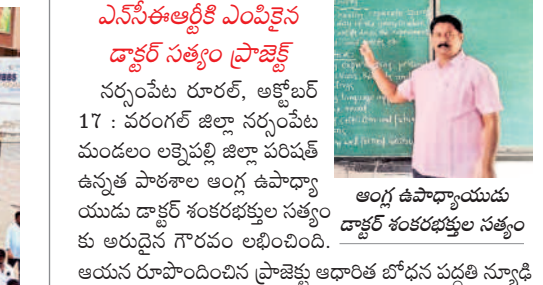 ఎన్‌సీఈఆర్టీకి ఎంపికైన
డాక్టర్ సత్యం ప్రాజెక్ట్
నర్సంపేట రూరల్, అక్టోబర్
17 : వరంగల్ జిల్లా నర్సంపేట
మండలం లక్నెపల్లి జిల్లా పరిషత్
ఉన్నత పాఠశాల ఆంగ్ల ఉపాధ్యా
యుడు డాక్టర్ శంకరభక్తుల సత్యం
కు అరుదైన గౌరవం లభించింది.
ఆంగ్ల ఉపాధ్యాయుడు
డాక్టర్ శంకరభక్తుల సత్యం
ఆయన రూపొందించిన ప్రాజెక్టు ఆధారిత బోధన పద్ధతి న్యూఢి